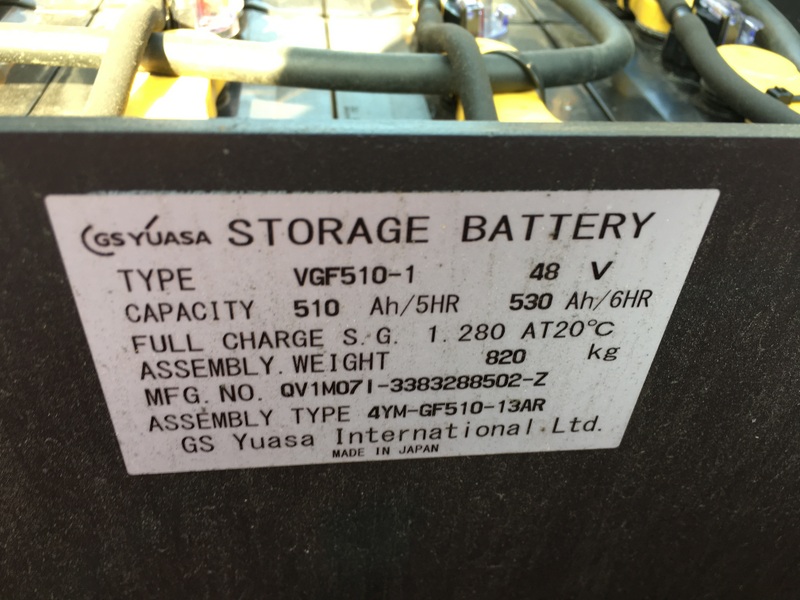 GS YUASA STORAGE BATTERY
TYPE VGF510-1 48 V
CAPACITY 510 Ah/5HR 530 Ah/6HR
FULL CHARGE S.G. 1.280 AT20℃
ASSEMBLY.WEIGHT 820 kg
MFG.NO. QV1M07I-3383288502-Z
ASSEMBLY TYPE 4YM-GF510-13AR
GS Yuasa International Ltd.
MADE IN JAPAN